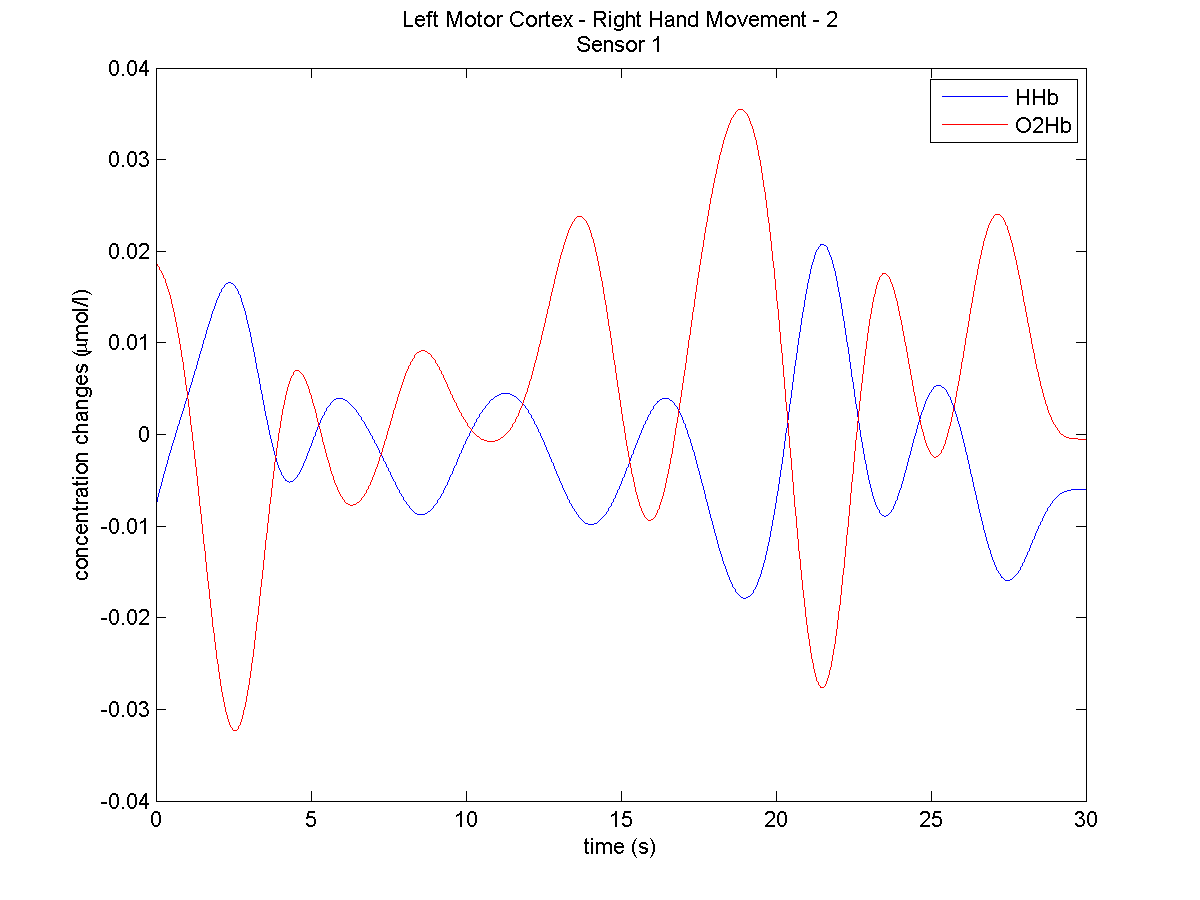 Left Motor Cortex - Right Hand Movement - 2
Sensor 1
0.04
0.03
0.02
0.01
0
-0.01
-0.02
-0.03
-0.04
concentration changes (μmol/l)
HHb
O2Hb
0 5 10 15 20 25 30
time (s)